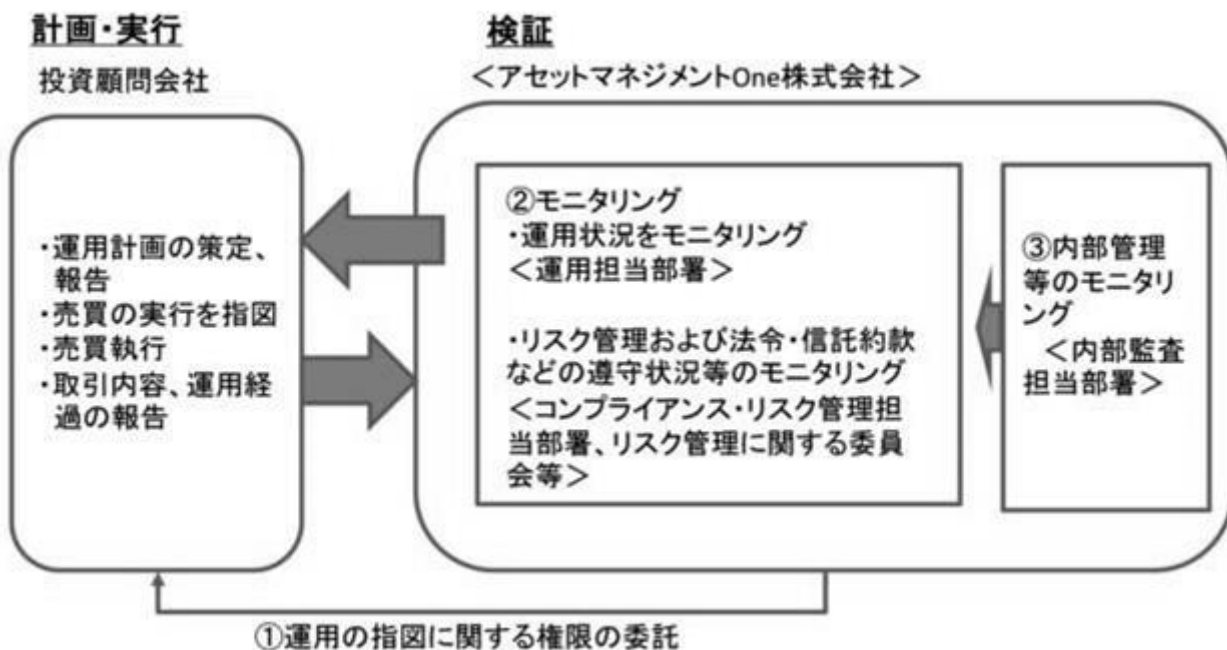 計画・実行
投資顧問会社
・運用計画の策定、
報告
・売買の実行を指図
・売買執行
・取引内容、運用経
過の報告
検証
＜アセットマネジメントOne株式会社＞
②モニタリング
・運用状況をモニタリング
＜運用担当部署＞
・リスク管理および法令・信託約款
などの遵守状況等のモニタリング
＜コンプライアンス・リスク管理担
当部署、リスク管理に関する委員
会等＞
③内部管理
等のモニタリ
ング
＜内部監査
担当部署＞
①運用の指図に関する権限の委託